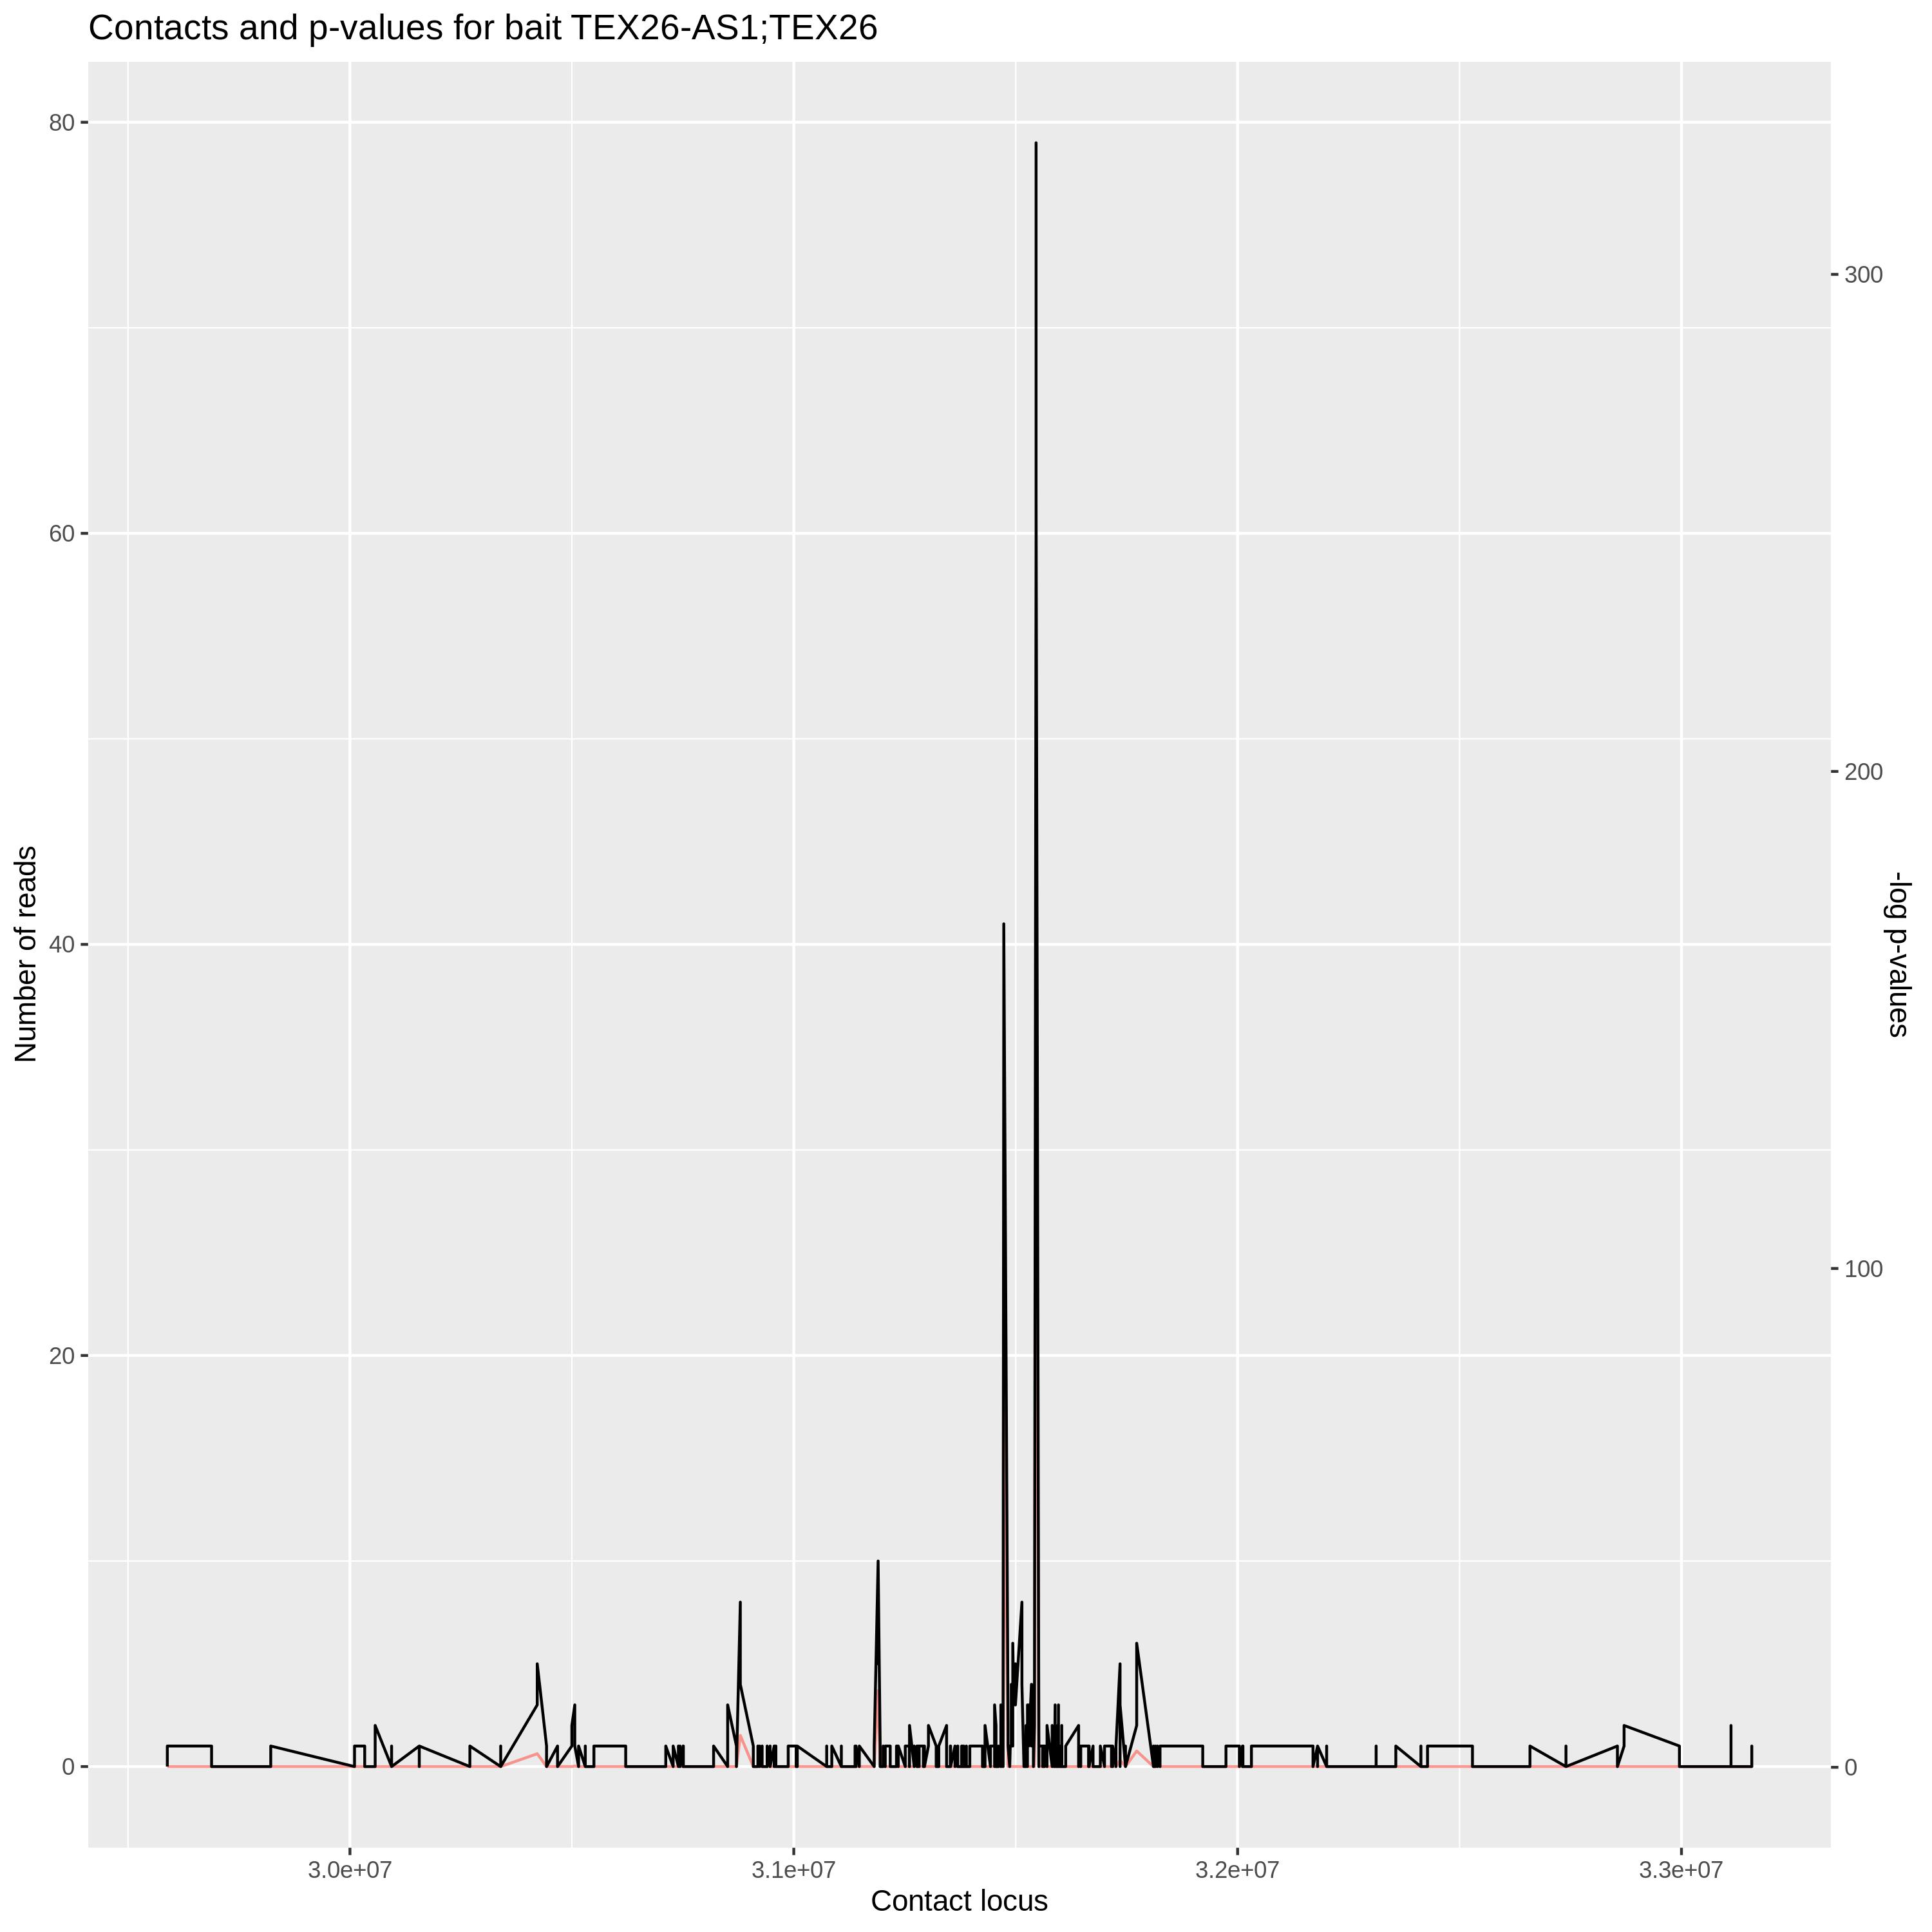 Contacts and p-values for bait TEX26-AS1;TEX26
80
60
40
20
0
Number of reads
300
200
100
0
-log p-values
3.0e+07
3.1e+07
3.2e+07
3.3e+07
Contact locus